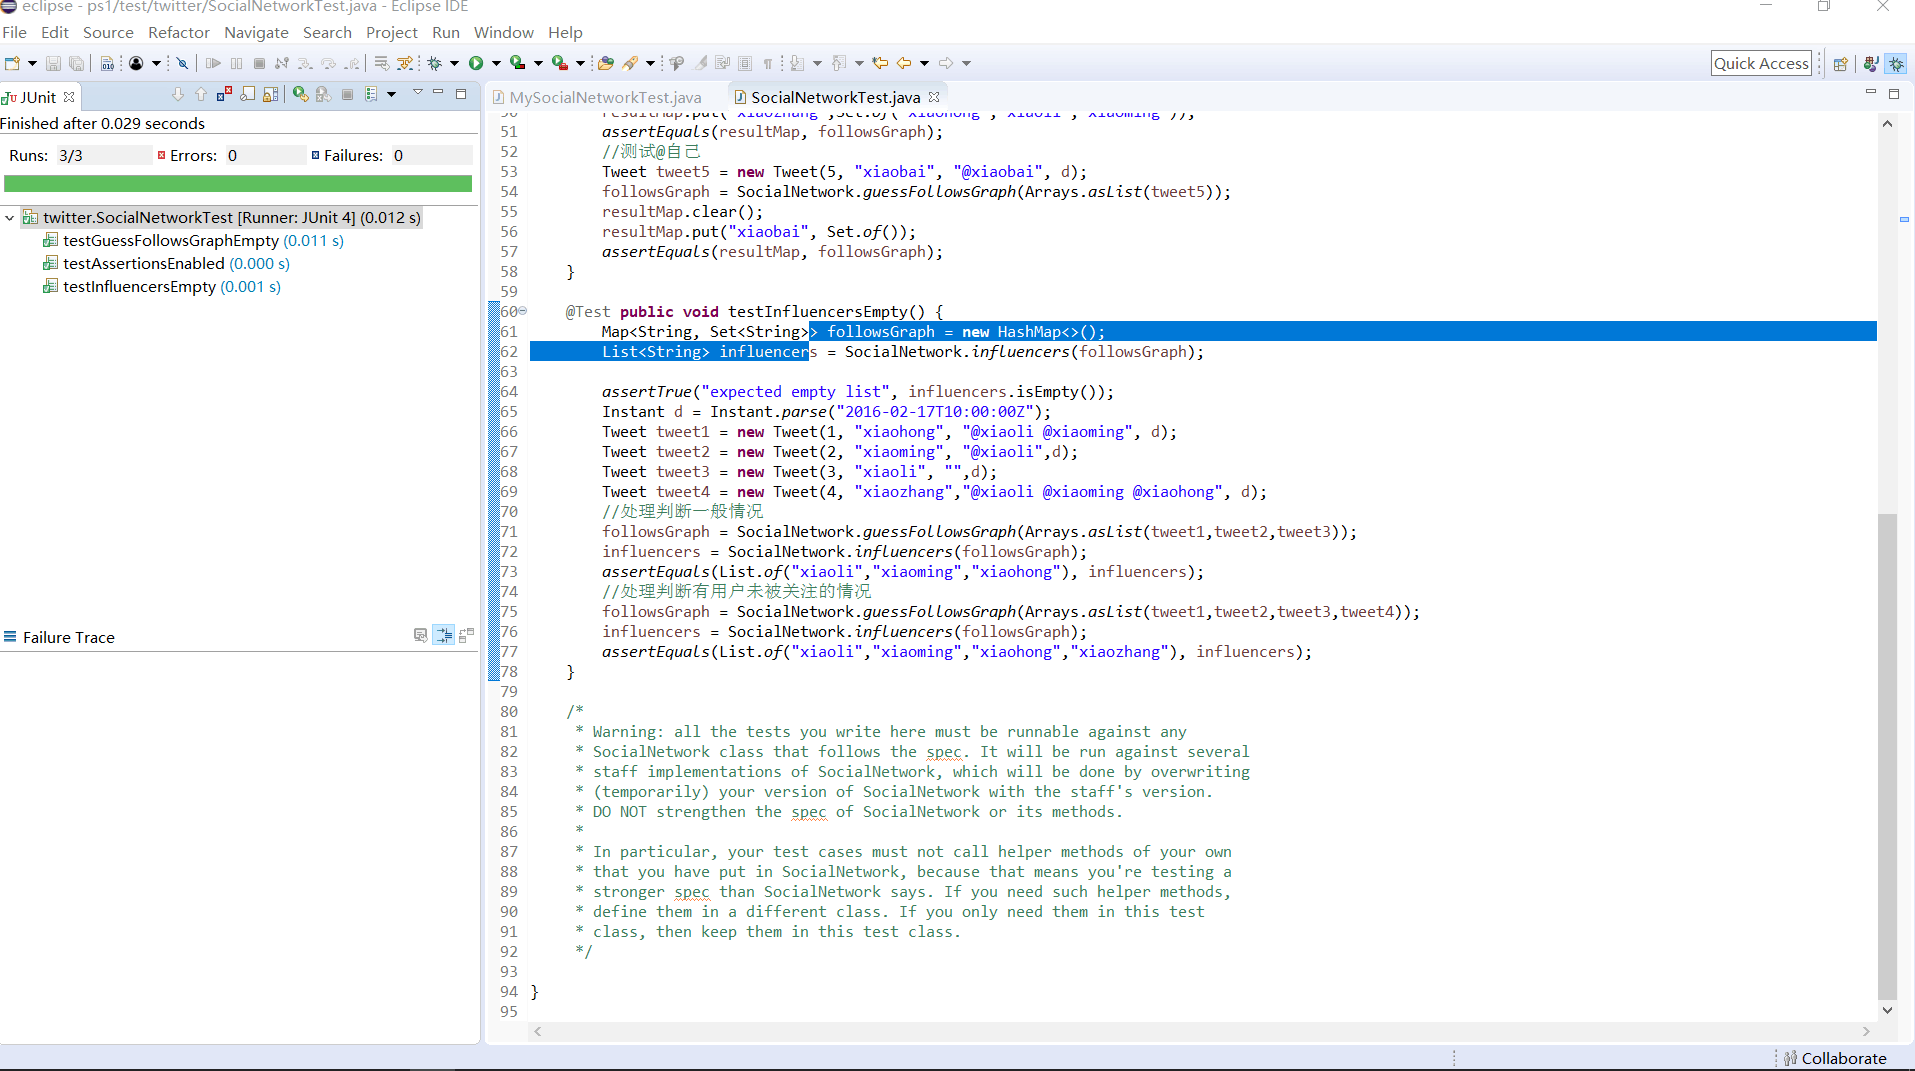 eclipse - ps1/test/twitter/SocialNetworkTest.java - Eclipse IDE
File Edit Source Refactor Navigate Search Project Run Window Help
Quick Access
JUnit
Finished after 0.029 seconds
Runs: 3/3 Errors: 0 Failures: 0
twitter.SocialNetworkTest [Runner: JUnit 4] (0.012 s)
testGuessFollowsGraphEmpty (0.011 s)
testAssertionsEnabled (0.000 s)
testInfluencersEmpty (0.001 s)
Failure Trace
MySocialNetworkTest.java
SocialNetworkTest.java
50 resultMap.put("xiaozhang",Set.of("xiaohong","xiaoli","xiaoming"));
51 assertEquals(resultMap, followsGraph);
52 //测试@自己
53 Tweet tweet5 = new Tweet(5, "xiaobai", "@xiaobai", d);
54 followsGraph = SocialNetwork.guessFollowsGraph(Arrays.asList(tweet5));
55 resultMap.clear();
56 resultMap.put("xiaobai", Set.of());
57 assertEquals(resultMap, followsGraph);
58 }
59
60 @Test public void testInfluencersEmpty() {
61 Map<String, Set<String>> followsGraph = new HashMap<>();
62 List<String> influencers = SocialNetwork.influencers(followsGraph);
63
64 assertTrue("expected empty list", influencers.isEmpty());
65 Instant d = Instant.parse("2016-02-17T10:00:00Z");
66 Tweet tweet1 = new Tweet(1, "xiaohong", "@xiaoli @xiaoming", d);
67 Tweet tweet2 = new Tweet(2, "xiaoming", "@xiaoli",d);
68 Tweet tweet3 = new Tweet(3, "xiaoli", "",d);
69 Tweet tweet4 = new Tweet(4, "xiaozhang","@xiaoli @xiaoming @xiaohong", d);
70 //处理判断一般情况
71 followsGraph = SocialNetwork.guessFollowsGraph(Arrays.asList(tweet1,tweet2,tweet3));
72 influencers = SocialNetwork.influencers(followsGraph);
73 assertEquals(List.of("xiaoli","xiaoming","xiaohong"), influencers);
74 //处理判断有用户未被关注的情况
75 followsGraph = SocialNetwork.guessFollowsGraph(Arrays.asList(tweet1,tweet2,tweet3,tweet4));
76 influencers = SocialNetwork.influencers(followsGraph);
77 assertEquals(List.of("xiaoli","xiaoming","xiaohong","xiaozhang"), influencers);
78 }
79
80 /*
81 * Warning: all the tests you write here must be runnable against any
82 * SocialNetwork class that follows the spec. It will be run against several
83 * staff implementations of SocialNetwork, which will be done by overwriting
84 * (temporarily) your version of SocialNetwork with the staff's version.
85 * DO NOT strengthen the spec of SocialNetwork or its methods.
86 *
87 * In particular, your test cases must not call helper methods of your own
88 * that you have put in SocialNetwork, because that means you're testing a
89 * stronger spec than SocialNetwork says. If you need such helper methods,
90 * define them in a different class. If you only need them in this test
91 * class, then keep them in this test class.
92 */
93
94 }
95
Collaborate